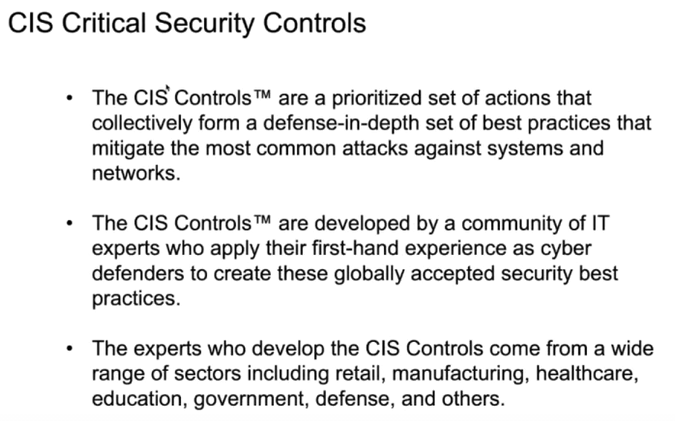 CIS Critical Security Controls
• The CIS Controls™ are a prioritized set of actions that
collectively form a defense-in-depth set of best practices that
mitigate the most common attacks against systems and
networks.
• The CIS Controls™ are developed by a community of IT
experts who apply their first-hand experience as cyber
defenders to create these globally accepted security best
practices.
• The experts who develop the CIS Controls come from a wide
range of sectors including retail, manufacturing, healthcare,
education, government, defense, and others.